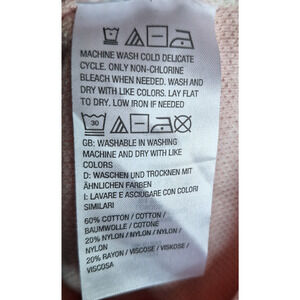 MACHINE WASH COLD DELICATE
CYCLE. ONLY NON-CHLORINE
BLEACH WHEN NEEDED. WASH AND
DRY WITH LIKE COLORS. LAY FLAT
TO DRY. LOW IRON IF NEEDED
30
GB: WASHABLE IN WASHING
MACHINE AND DRY WITH LIKE
COLORS
D: WASCHEN UND TROCKNEN MIT
ÄHNLICHEN FARBEN
I: LAVARE E ASCIUGARE CON COLORI
SIMILARI
60% COTTON / COTTON /
BAUMWOLLE / COTONE
20% NYLON / NYLON / NYLON /
NYLON
20% RAYON / VISCOSE / VISKOSE /
VISCOSA